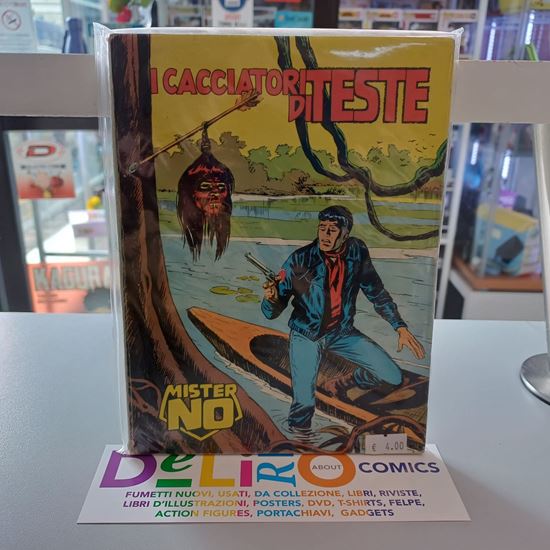 I CACCIATORI
DI TESTE
MISTER
NO
€ 4.00
DeLiRO
ABOUT
COMICS
FUMETTI NUOVI, USATI, DA COLLEZIONE, LIBRI, RIVISTE,
LIBRI D'ILLUSTRAZIONI, POSTERS, DVD, T-SHIRTS, FELPE,
ACTION FIGURES, PORTACHIAVI, GADGETS
KAGURA